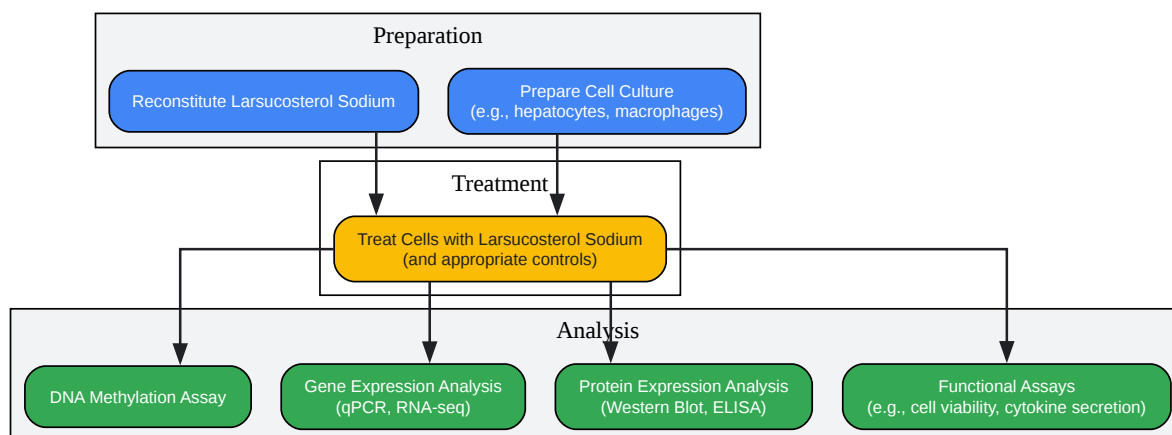 Preparation
Reconstitute Larsucosterol Sodium
Prepare Cell Culture
(e.g., hepatocytes, macrophages)
Treatment
Treat Cells with Larsucosterol Sodium
(and appropriate controls)
Analysis
DNA Methylation Assay
Gene Expression Analysis
(qPCR, RNA-seq)
Protein Expression Analysis
(Western Blot, ELISA)
Functional Assays
(e.g., cell viability, cytokine secretion)